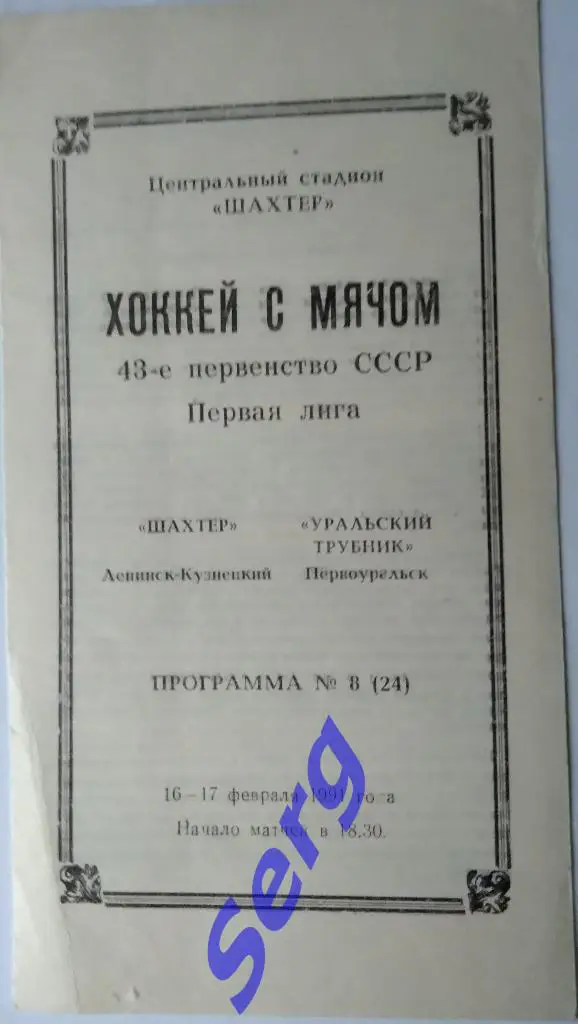 Центральный стадион
«ШАХТЕР»
ХОККЕЙ С МЯЧОМ
43-е первенство СССР
Первая лига
«ШАХТЕР»
Ленинск-Кузнецкий
«УРАЛЬСКИЙ
ТРУБНИК»
Первоуральск
ПРОГРАММА № 8 (24)
16—17 февраля 1991 года
Начало матчей в 18.30.
Serg